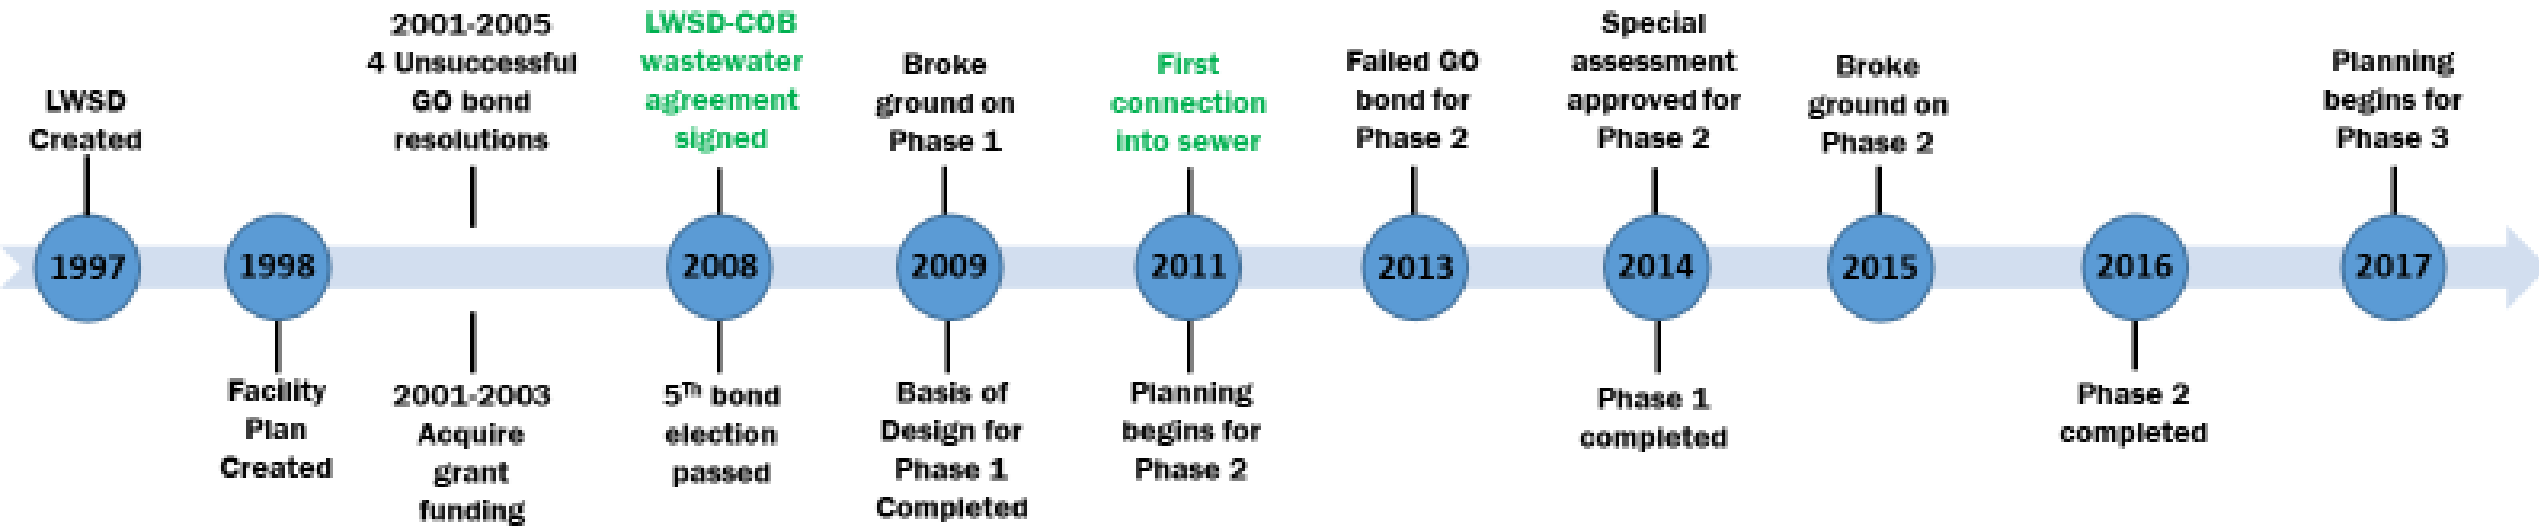 LWSD
Created
2001-2005
4 Unsuccessful
GO bond
resolutions
LWSD-COB
wastewater
agreement
signed
Broke
ground on
Phase 1
First
connection
into sewer
Failed GO
bond for
Phase 2
Special
assessment
approved for
Phase 2
Broke
ground on
Phase 2
Planning
begins for
Phase 3
1997
1998
2008
2009
2011
2013
2014
2015
2016
2017
Facility
Plan
Created
2001-2003
Acquire
grant
funding
5Th bond
election
passed
Basis of
Design for
Phase 1
Completed
Planning
begins for
Phase 2
Phase 1
completed
Phase 2
completed